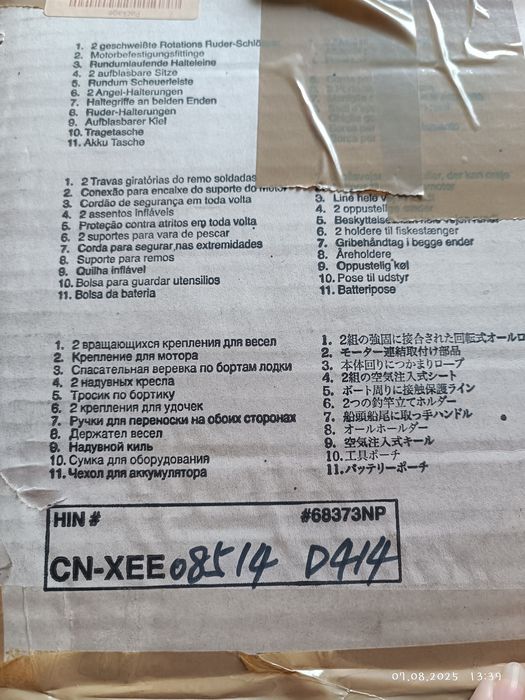 Package
1. 2 geschweißte Rotations Ruder-Schlö
2. Motorbefestigungsfittinge
3. Rundumlaufende Halteleine
4. 2 aufblasbare Sitze
5. Rundum Scheuerleiste
6. 2 Angel-Halterungen
7. Haltegriffe an beiden Enden
8. Ruder-Halterungen
9. Aufblasbarer Kiel
10. Tragetasche
11. Akku Tasche
1. 2 Travas giratórias do remo soldadas
2. Conexão para encaixe do suporte do motor
3. Cordão de segurança em toda volta
4. 2 assentos Infláveis
5. Proteção contra atritos em toda volta
6. 2 suportes para vara de pescar
7. Corda para segurar nas extremidades
8. Suporte para remos
9. Quilha inflável
10. Bolsa para guardar utensilios
11. Bolsa da bateria
3. Line hele v
4. 2 oppustel
5. Beskyttelse
6. 2 holdere til fiskestænger
7. Gribehåndtag i begge ender
8. Åreholdere
9. Oppustelig køl
10. Pose til udstyr
11. Batteripose
1. 2 вращающихся крепления для весел
2. Крепление для мотора
3. Спасательная веревка по бортам лодки
4. 2 надувных кресла
5. Тросик по бортику
6. 2 крепления для удочек
7. Ручки для переноски на обоих сторонах
8. Держател весел
9. Надувной киль
10. Сумка для оборудования
11. Чехол для аккумулятора
1. 2組の強固に接合された回転式オールロ
2. モーター連結取付け部品
3. 本体回りにつかまりロープ
4. 2組の空気注入式シート
5. ボート周りに接触保護ライン
6. 2つの釣竿立てホルダー
7. 船頭船尾に取っ手ハンドル
8. オールホールダー
9. 空気注入式キール
10. 工具ポーチ
11. バッテリーポーチ
HIN # #68373NP
CN-XEE 08514 D414
07.08.2025 13:39